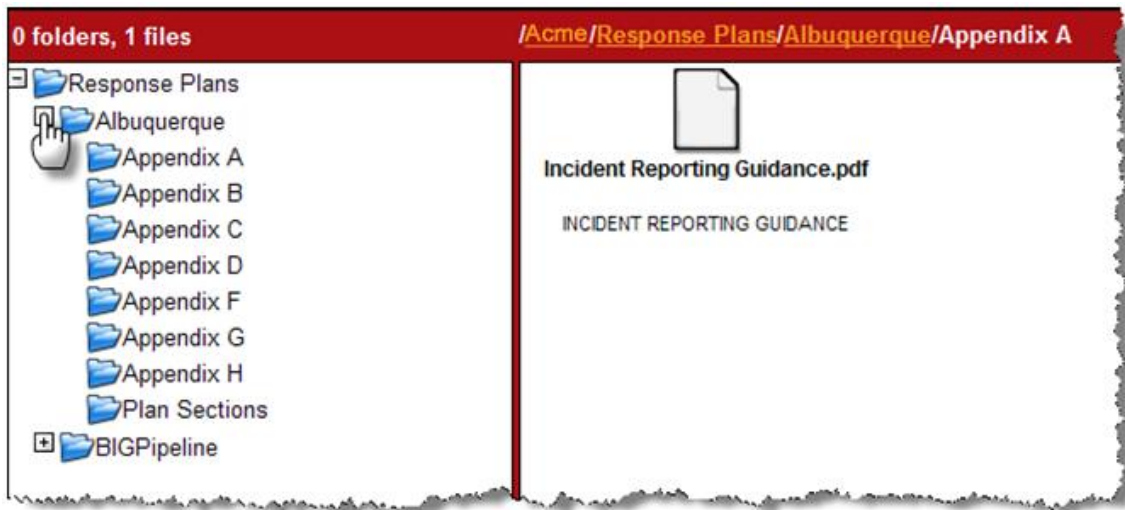 0 folders, 1 files
/Acme/Response Plans/Albuquerque/Appendix A
Response Plans
Albuquerque
Appendix A
Appendix B
Appendix C
Appendix D
Appendix F
Appendix G
Appendix H
Plan Sections
BIGPipeline
Incident Reporting Guidance.pdf
INCIDENT REPORTING GUIDANCE